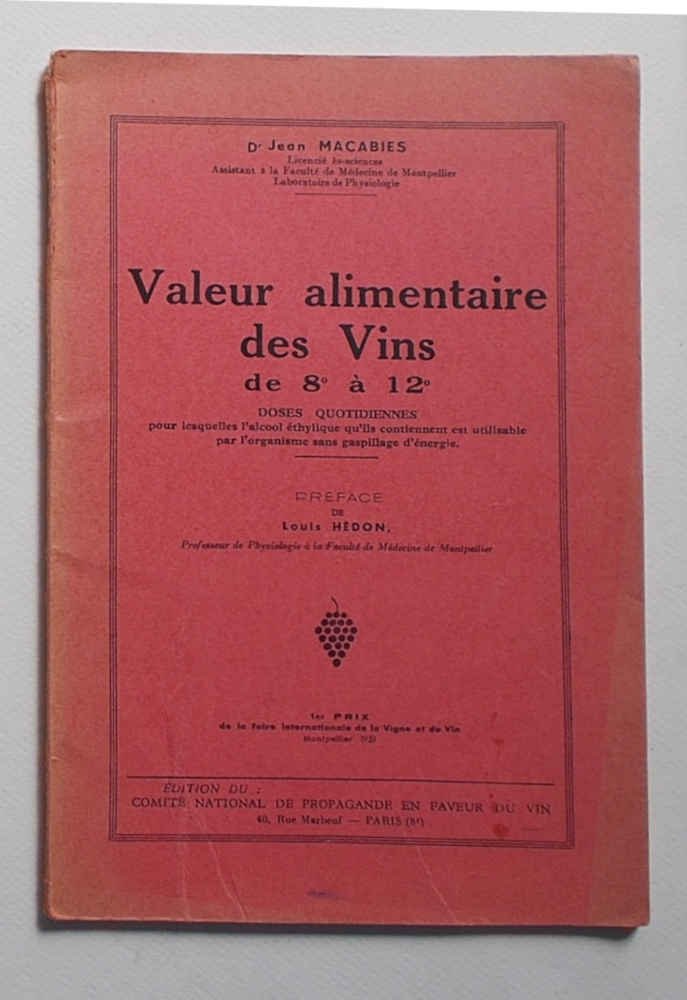 Dr Jean MACABIES
Licencié ès-sciences
Assistant à la Faculté de Médecine de Montpellier
Laboratoire de Physiologie
Valeur alimentaire
des Vins
de 8° à 12°
DOSES QUOTIDIENNES
pour lesquelles l'alcool éthylique qu'ils contiennent est utilisable
par l'organisme sans gaspillage d'énergie.
PREFACE
DE
Louis HÉDON,
Professeur de Physiologie à la Faculté de Médecine de Montpellier
1er PRIX
de la Foire Internationale de la Vigne et du Vin
Montpellier
ÉDITION DU :
COMITÉ NATIONAL DE PROPAGANDE EN FAVEUR DU VIN
40, Rue Marbeuf — PARIS (8e)